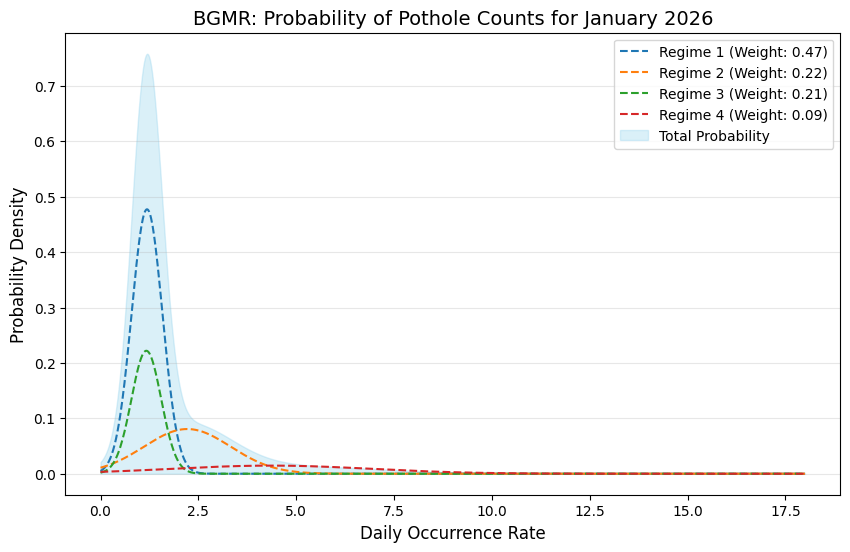 BGMR: Probability of Pothole Counts for January 2026
Regime 1 (Weight: 0.47)
Regime 2 (Weight: 0.22)
Regime 3 (Weight: 0.21)
Regime 4 (Weight: 0.09)
Total Probability
Probability Density
0.7
0.6
0.5
0.4
0.3
0.2
0.1
0.0
0.0 2.5 5.0 7.5 10.0 12.5 15.0 17.5
Daily Occurrence Rate